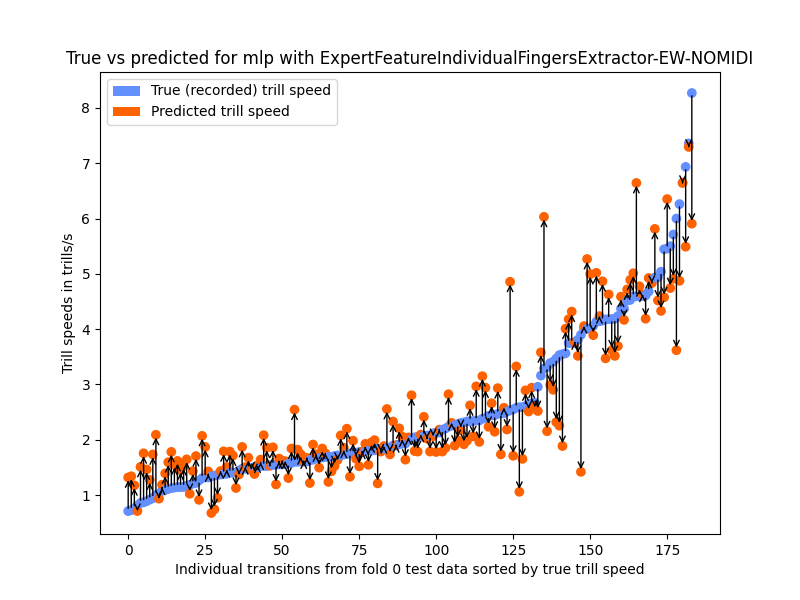 True vs predicted for mlp with ExpertFeatureIndividualFingersExtractor-EW-NOMIDI
True (recorded) trill speed
Predicted trill speed
Trill speeds in trills/s
8
7
6
5
4
3
2
1
0 25 50 75 100 125 150 175
Individual transitions from fold 0 test data sorted by true trill speed